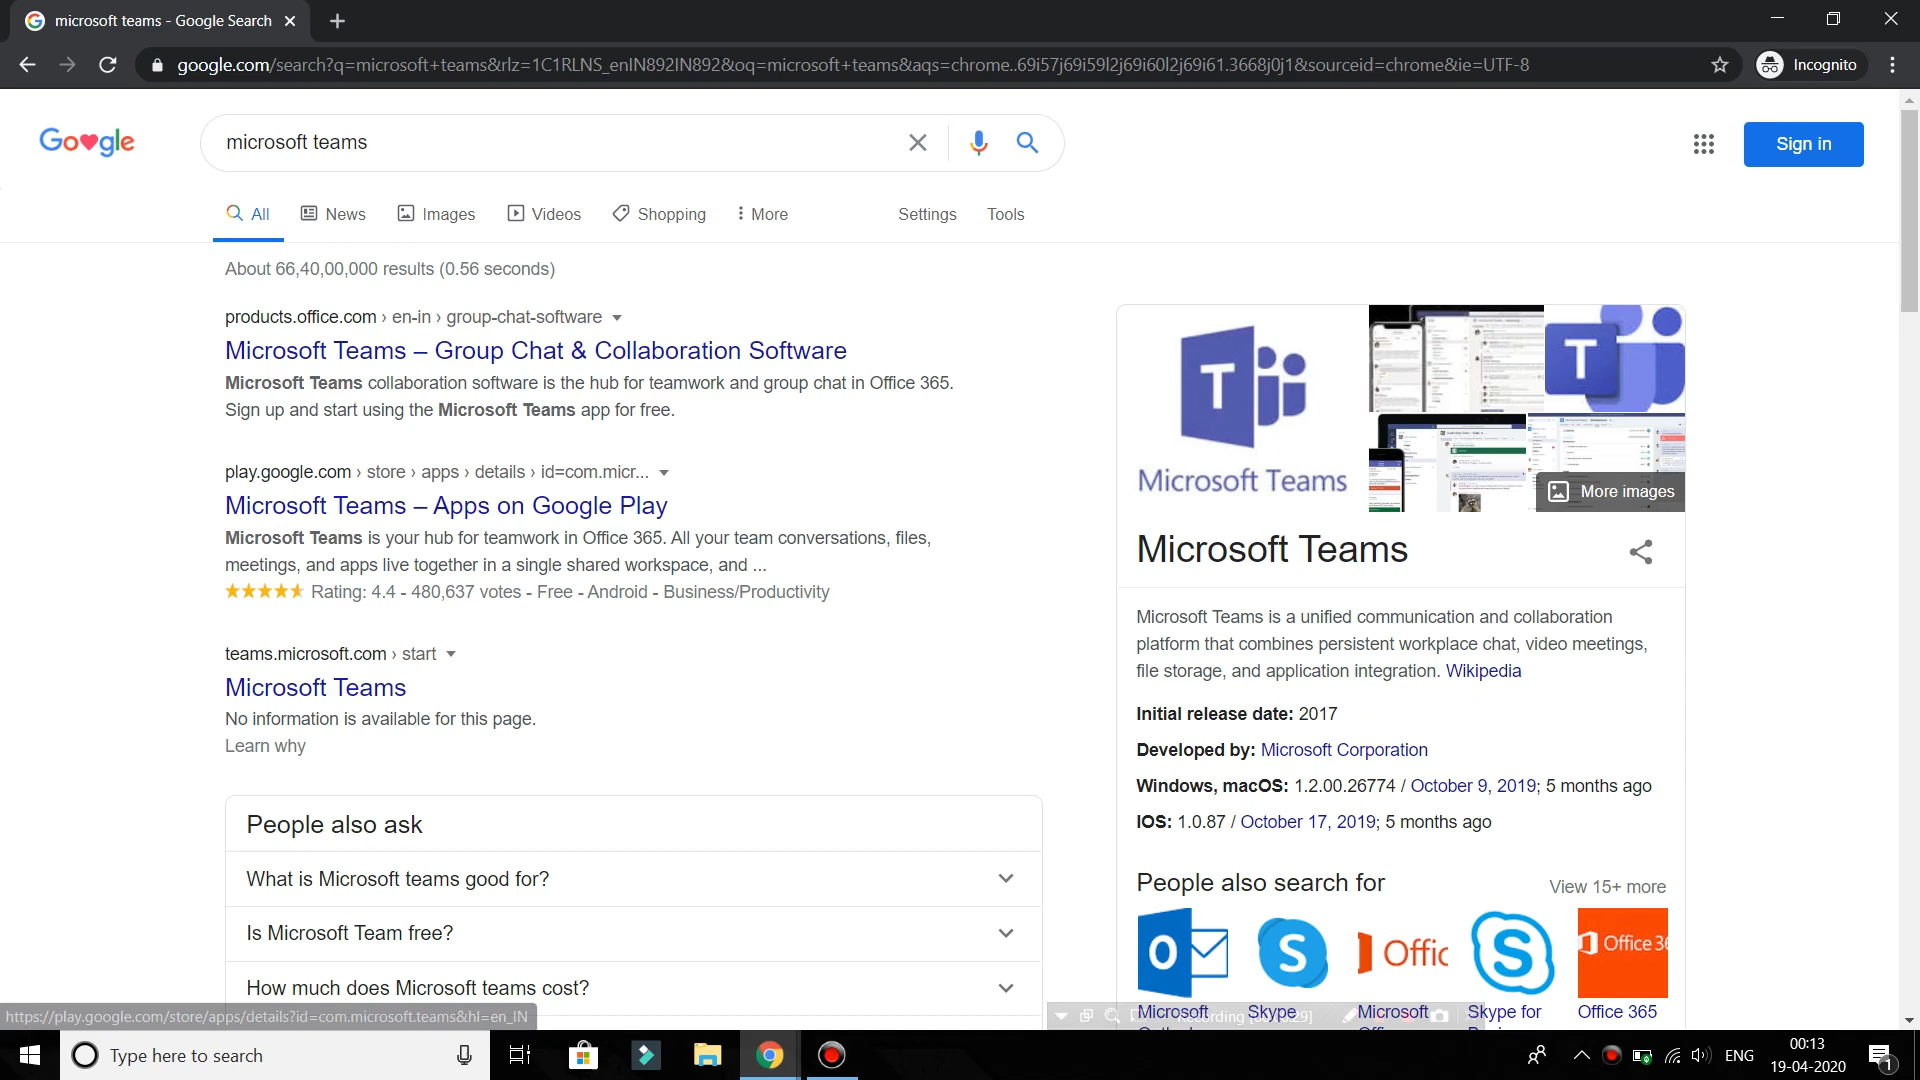 microsoft teams - Google Search
google.com/search?q=microsoft+teams&rlz=1C1RLNS_enIN892IN892&oq=microsoft+teams&aqs=chrome..69i57j69i59l2j69i60l2j69i61.3668j0j1&sourceid=chrome&ie=UTF-8
Incognito
Google
microsoft teams
Sign in
All
News
Images
Videos
Shopping
More
Settings
Tools
About 66,40,00,000 results (0.56 seconds)
products.office.com › en-in › group-chat-software
Microsoft Teams – Group Chat & Collaboration Software
Microsoft Teams collaboration software is the hub for teamwork and group chat in Office 365.
Sign up and start using the Microsoft Teams app for free.
play.google.com › store › apps › details › id=com.micr...
Microsoft Teams – Apps on Google Play
Microsoft Teams is your hub for teamwork in Office 365. All your team conversations, files,
meetings, and apps live together in a single shared workspace, and ...
Rating: 4.4 - 480,637 votes - Free - Android - Business/Productivity
teams.microsoft.com › start
Microsoft Teams
No information is available for this page.
Learn why
People also ask
What is Microsoft teams good for?
Is Microsoft Team free?
How much does Microsoft teams cost?
T
Microsoft Teams
T
More images
Microsoft Teams
Microsoft Teams is a unified communication and collaboration
platform that combines persistent workplace chat, video meetings,
file storage, and application integration. Wikipedia
Initial release date: 2017
Developed by: Microsoft Corporation
Windows, macOS: 1.2.00.26774 / October 9, 2019; 5 months ago
IOS: 1.0.87 / October 17, 2019; 5 months ago
People also search for
View 15+ more
O
S
Offic
S
Office 36
Microsoft
Skype
Microsoft
Skype for
Office 365
https://play.google.com/store/apps/details?id=com.microsoft.teams&hl=en_IN
Type here to search
ENG
00:13
19-04-2020
1